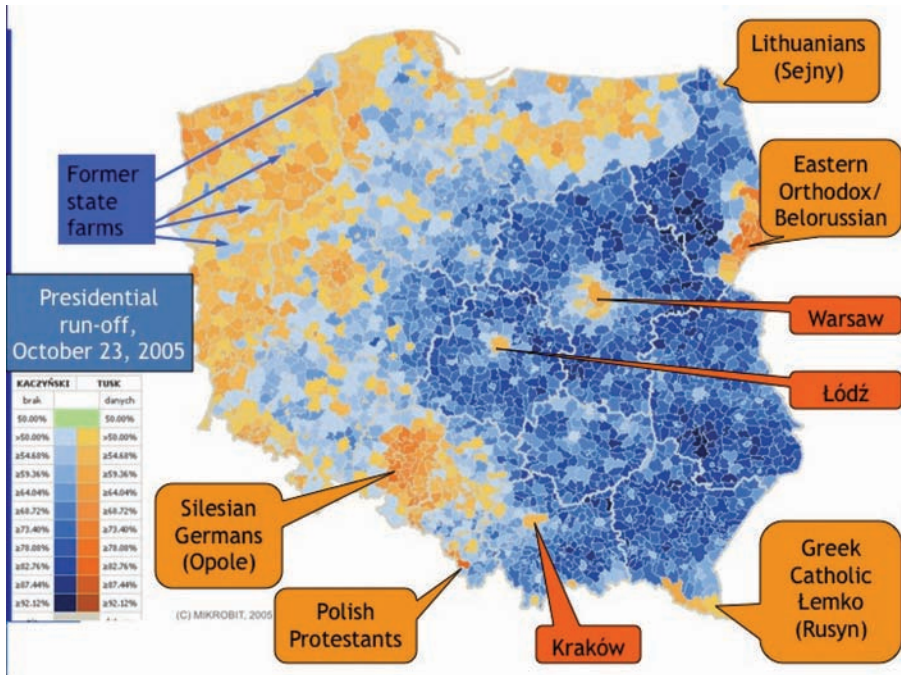 Lithuanians
(Sejny)
Former
state
farms
Eastern
Orthodox/
Belorussian
Presidential
run-off,
October 23, 2005
Warsaw
Łódź
KACZYŃSKI TUSK
brak danych
50.00% 50.00%
>50.00% >50.00%
≥54.68% ≥54.68%
≥59.36% ≥59.36%
≥64.04% ≥64.04%
≥68.72% ≥68.72%
≥73.40% ≥73.40%
≥78.08% ≥78.08%
≥82.76% ≥82.76%
≥87.44% ≥87.44%
≥92.12% ≥92.12%
Silesian
Germans
(Opole)
(C) MIKROBIT, 2005
Polish
Protestants
Kraków
Greek
Catholic
Łemko
(Rusyn)